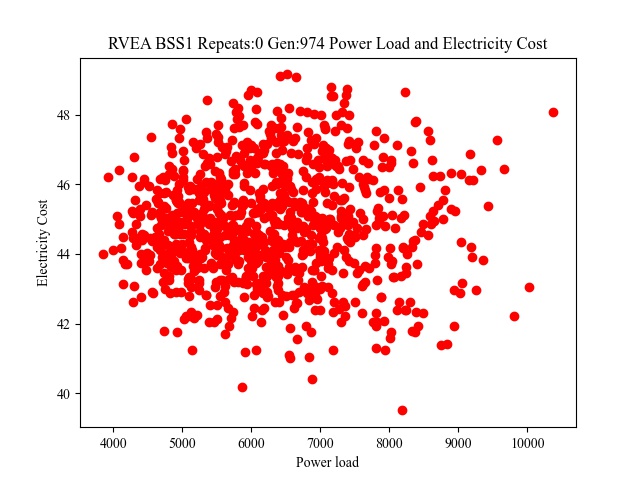 RVEA BSS1 Repeats:0 Gen:974 Power Load and Electricity Cost
Electricity Cost
48
46
44
42
40
4000 5000 6000 7000 8000 9000 10000
Power load